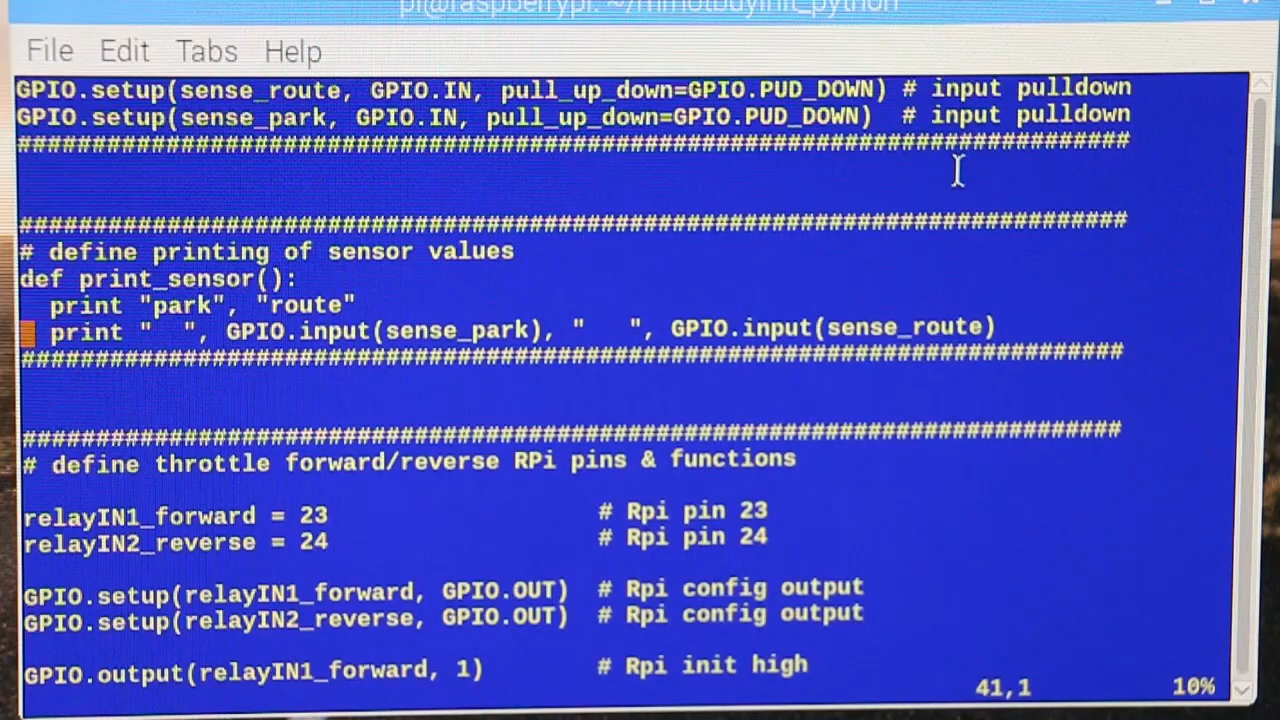 pi@raspberrypi: ~
File Edit Tabs Help
GPIO.setup(sense_route, GPIO.IN, pull_up_down=GPIO.PUD_DOWN) # input pulldown
GPIO.setup(sense_park, GPIO.IN, pull_up_down=GPIO.PUD_DOWN)  # input pulldown
############################################################################
############################################################################
# define printing of sensor values
def print_sensor():
  print "park", "route"
  print "   ", GPIO.input(sense_park), "   ", GPIO.input(sense_route)
############################################################################
############################################################################
# define throttle forward/reverse RPi pins & functions
relayIN1_forward = 23                   # Rpi pin 23
relayIN2_reverse = 24                   # Rpi pin 24
GPIO.setup(relayIN1_forward, GPIO.OUT)  # Rpi config output
GPIO.setup(relayIN2_reverse, GPIO.OUT)  # Rpi config output
GPIO.output(relayIN1_forward, 1)        # Rpi init high
41,1 10%